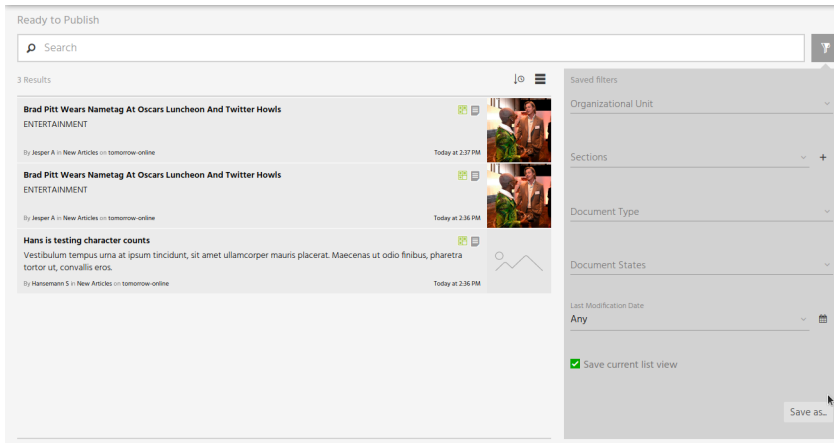 Ready to Publish
Search
3 Results
Brad Pitt Wears Nametag At Oscars Luncheon And Twitter Howls
ENTERTAINMENT
By Jesper A in New Articles on tomorrow-online Today at 2:37 PM
Brad Pitt Wears Nametag At Oscars Luncheon And Twitter Howls
ENTERTAINMENT
By Jesper A in New Articles on tomorrow-online Today at 2:36 PM
Hans is testing character counts
Vestibulum tempus urna at ipsum tincidunt, sit amet ullamcorper mauris placerat. Maecenas ut odio finibus, pharetra
tortor ut, convallis eros.
By Hansemann S in New Articles on tomorrow-online Today at 2:36 PM
Saved filters
Organizational Unit
Sections
Document Type
Document States
Last Modification Date
Any
Save current list view
Save as...